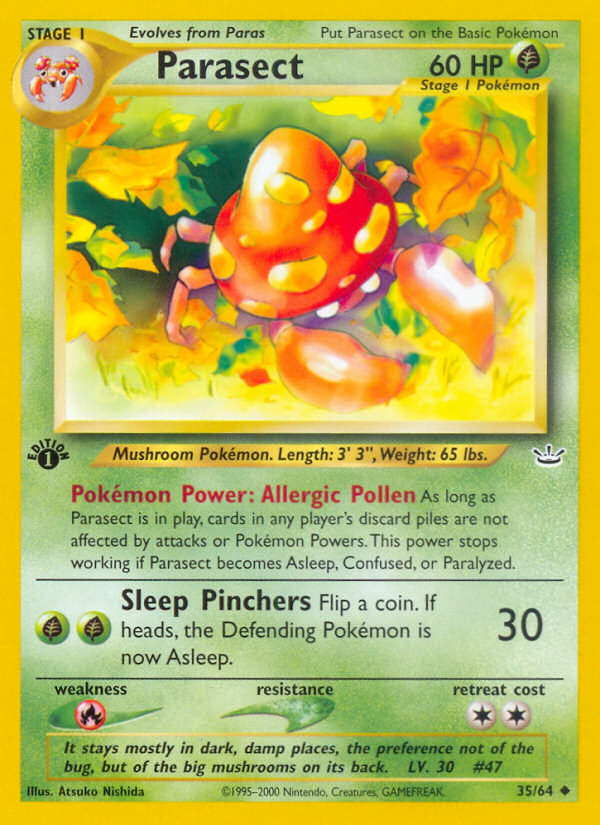 STAGE 1 Evolves from Paras Put Parasect on the Basic Pokémon
Parasect 60 HP
Stage 1 Pokémon
EDITION
1
Mushroom Pokémon. Length: 3' 3", Weight: 65 lbs.
Pokémon Power: Allergic Pollen As long as
Parasect is in play, cards in any player's discard piles are not
affected by attacks or Pokémon Powers. This power stops
working if Parasect becomes Asleep, Confused, or Paralyzed.
Sleep Pinchers Flip a coin. If
heads, the Defending Pokémon is
now Asleep.
30
weakness resistance retreat cost
It stays mostly in dark, damp places, the preference not of the
bug, but of the big mushrooms on its back. LV. 30 #47
Illus. Atsuko Nishida ©1995–2000 Nintendo, Creatures, GAMEFREAK. 35/64